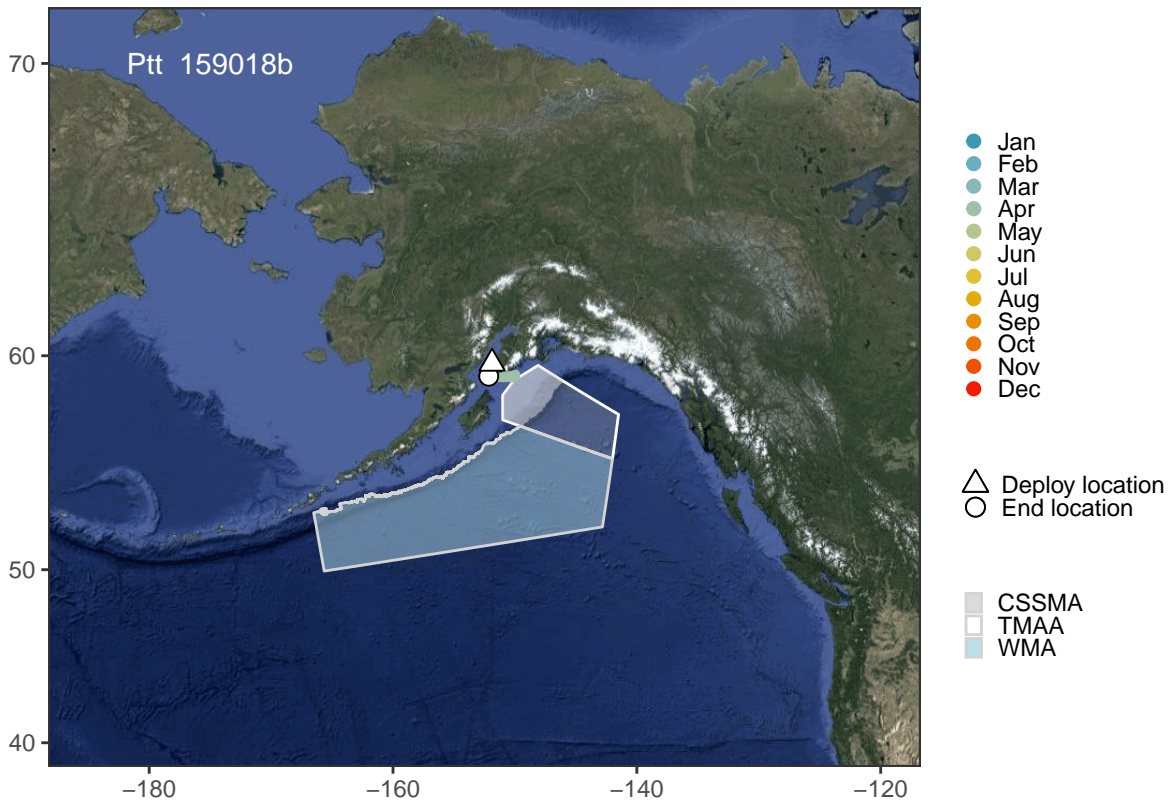 Ptt 159018b
70
60
50
40
−180
−160
−140
−120
Jan
Feb
Mar
Apr
May
Jun
Jul
Aug
Sep
Oct
Nov
Dec
Deploy location
End location
CSSMA
TMAA
WMA